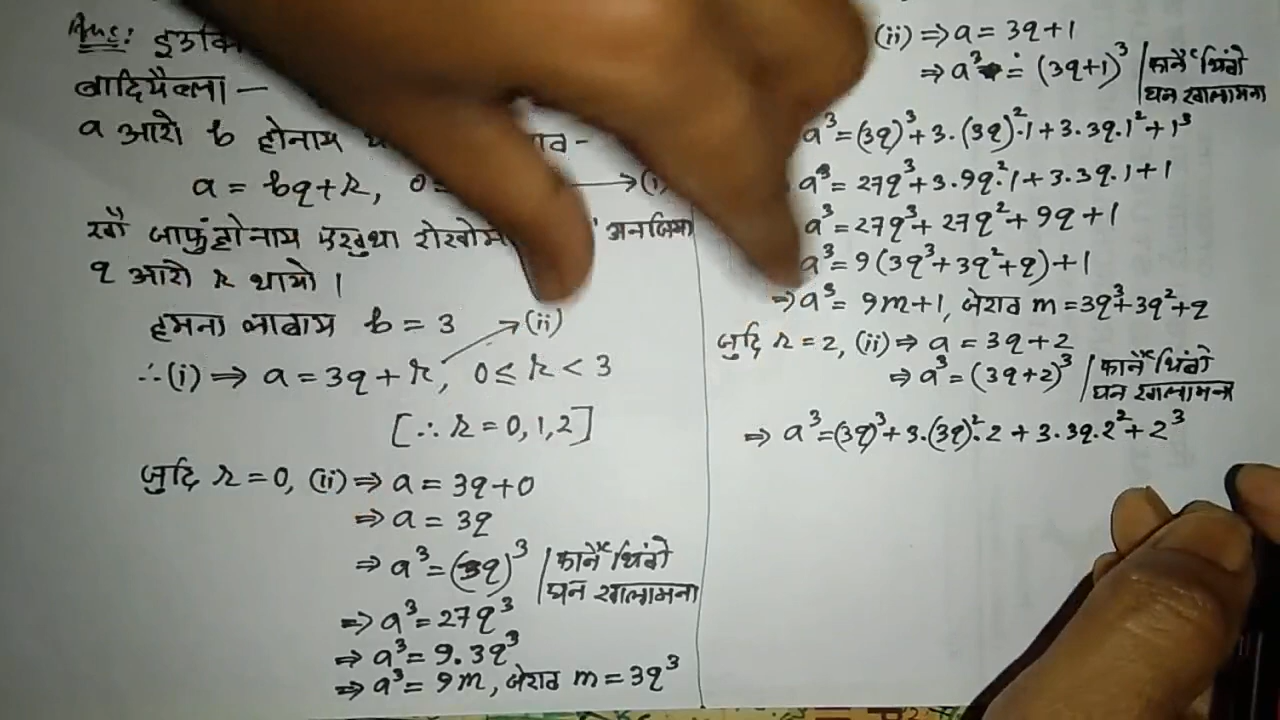 Ans: इउक्लि
बादियैब्ला —
a आरो b होनाय
a = bq + r, 0
खौ जाफुंहोनाय एरुथा रोखोम अनजिमा
q आरो r थायो ।
हमना लाबाय b = 3
∴ (i) ⇒ a = 3q + r, 0 ≤ r < 3 → (ii)
[∴ r = 0, 1, 2]
जुदि r = 0, (ii) ⇒ a = 3q + 0
⇒ a = 3q
⇒ a³ = (3q)³ | फानै थिंबो
घन खालामना
⇒ a³ = 27q³
⇒ a³ = 9.3q³
⇒ a³ = 9m, जेराव m = 3q³
(ii) ⇒ a = 3q + 1
⇒ a³ = (3q+1)³ | फानै थिंबो
घन खालामना
a³ = (3q)³ + 3.(3q)².1 + 3.3q.1² + 1³
a³ = 27q³ + 3.9q².1 + 3.3q.1 + 1
a³ = 27q³ + 27q² + 9q + 1
a³ = 9(3q³ + 3q² + q) + 1
⇒ a³ = 9m + 1, जेराव m = 3q³ + 3q² + q
जुदि r = 2, (ii) ⇒ a = 3q + 2
⇒ a³ = (3q+2)³ | फानै थिंबो
घन खालामना
⇒ a³ = (3q)³ + 3.(3q)².2 + 3.3q.2² + 2³